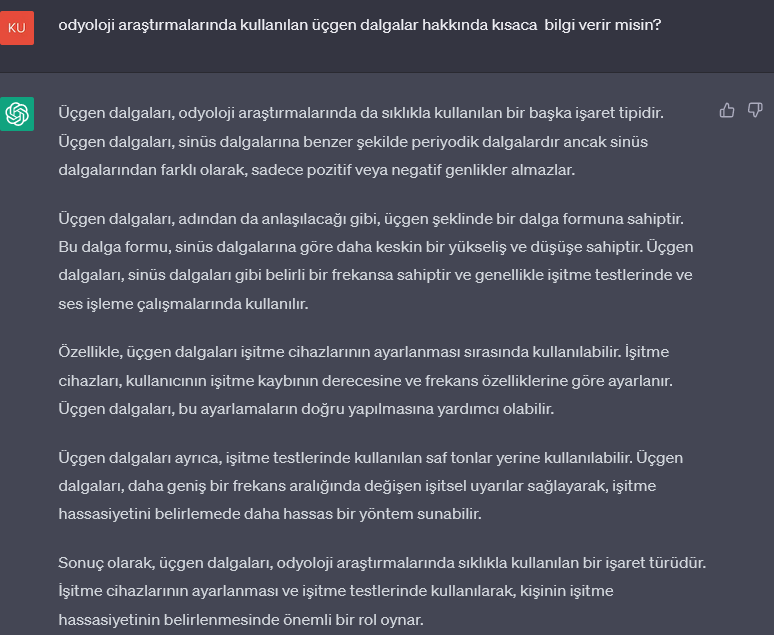 KU
odyoloji araştırmalarında kullanılan üçgen dalgalar hakkında kısaca bilgi verir misin?
Üçgen dalgaları, odyoloji araştırmalarında da sıklıkla kullanılan bir başka işaret tipidir.
Üçgen dalgaları, sinüs dalgalarına benzer şekilde periyodik dalgalardır ancak sinüs
dalgalarından farklı olarak, sadece pozitif veya negatif genlikler almazlar.
Üçgen dalgaları, adından da anlaşılacağı gibi, üçgen şeklinde bir dalga formuna sahiptir.
Bu dalga formu, sinüs dalgalarına göre daha keskin bir yükseliş ve düşüşe sahiptir. Üçgen
dalgaları, sinüs dalgaları gibi belirli bir frekansa sahiptir ve genellikle işitme testlerinde ve
ses işleme çalışmalarında kullanılır.
Özellikle, üçgen dalgaları işitme cihazlarının ayarlanması sırasında kullanılabilir. İşitme
cihazları, kullanıcının işitme kaybının derecesine ve frekans özelliklerine göre ayarlanır.
Üçgen dalgaları, bu ayarlamaların doğru yapılmasına yardımcı olabilir.
Üçgen dalgaları ayrıca, işitme testlerinde kullanılan saf tonlar yerine kullanılabilir. Üçgen
dalgaları, daha geniş bir frekans aralığında değişen işitsel uyarılar sağlayarak, işitme
hassasiyetini belirlemede daha hassas bir yöntem sunabilir.
Sonuç olarak, üçgen dalgaları, odyoloji araştırmalarında sıklıkla kullanılan bir işaret türüdür.
İşitme cihazlarının ayarlanması ve işitme testlerinde kullanılarak, kişinin işitme
hassasiyetinin belirlenmesinde önemli bir rol oynar.